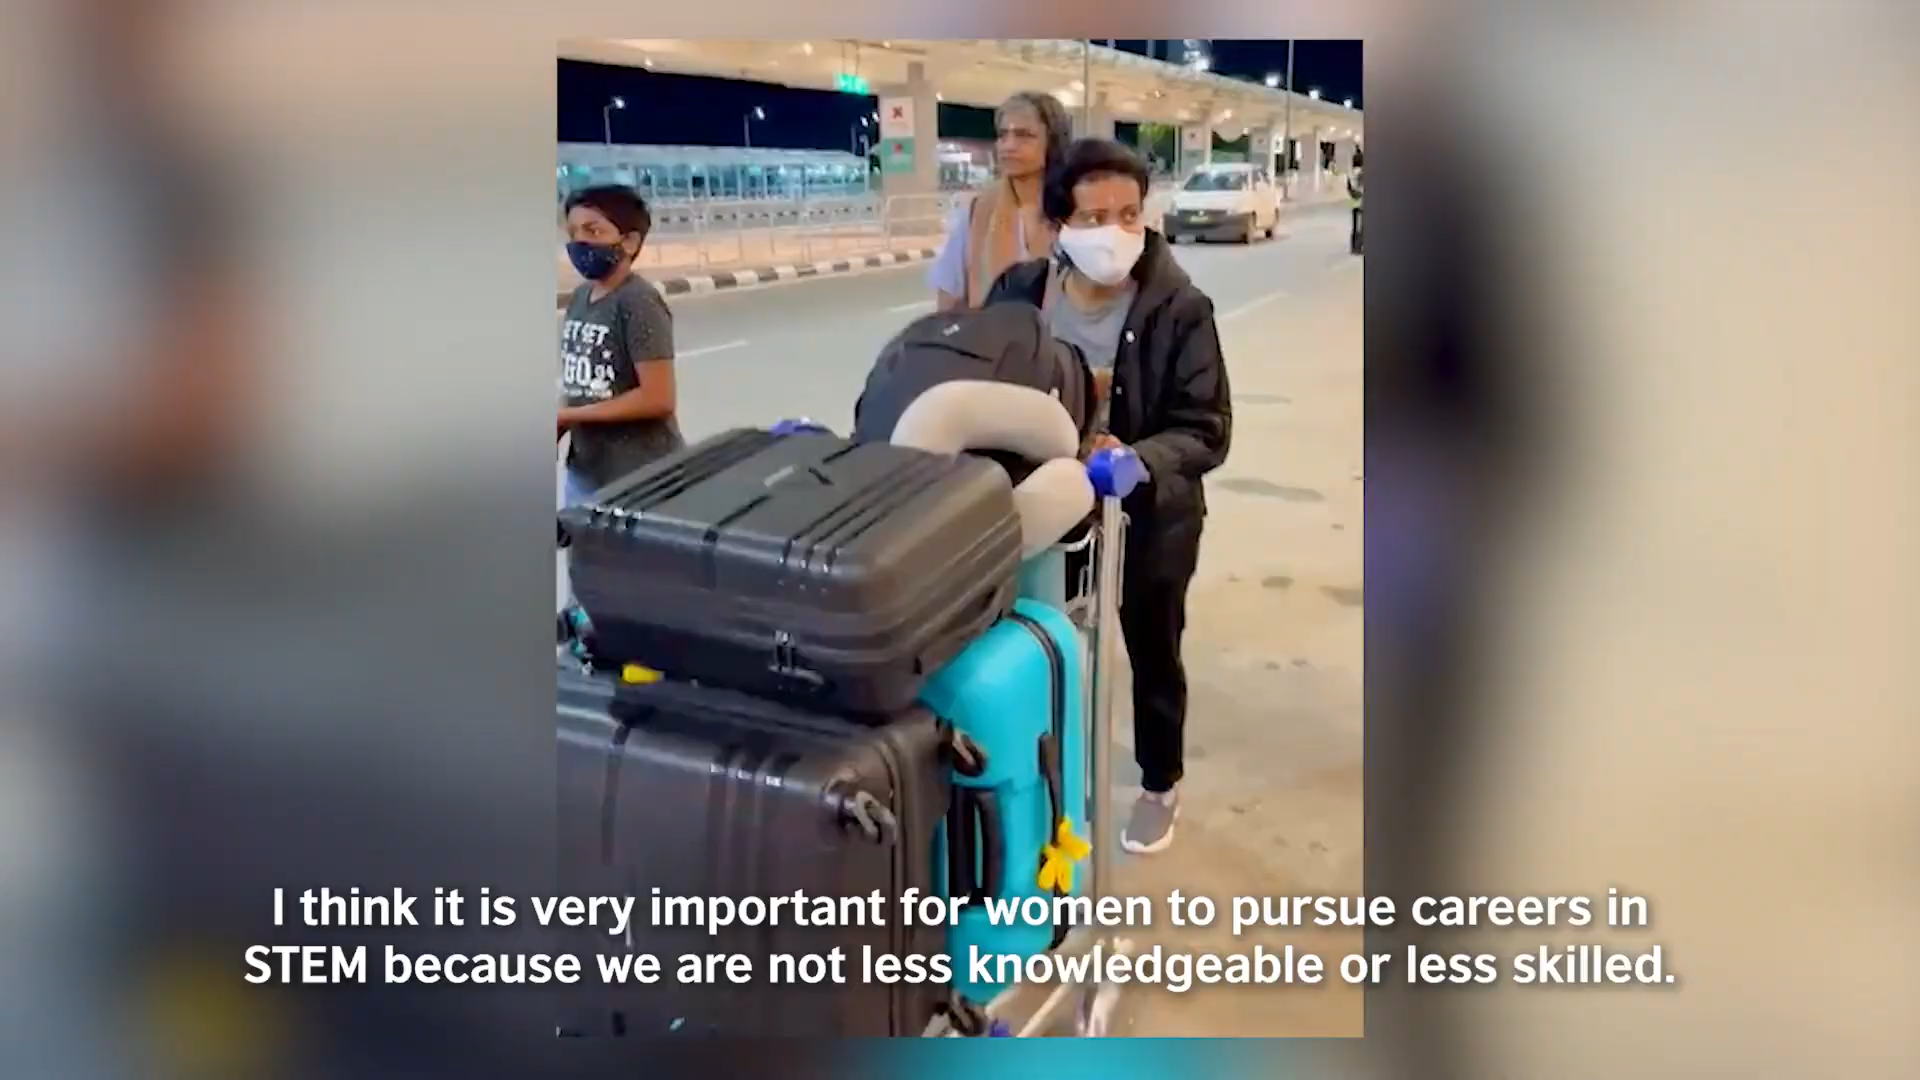 GO
I think it is very important for women to pursue careers in
STEM because we are not less knowledgeable or less skilled.